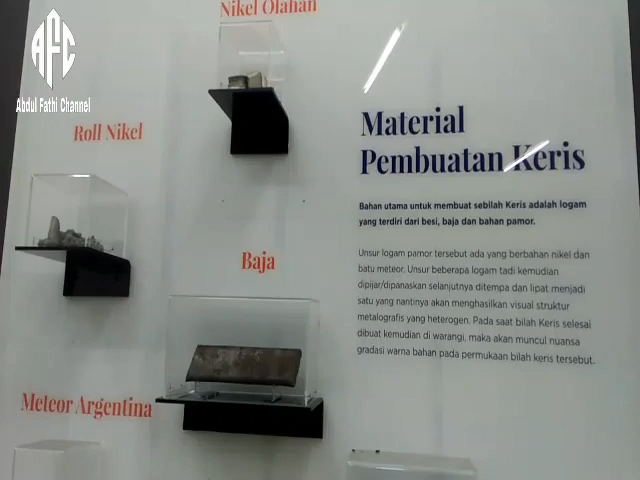 AFC
Abdul Fathi Channel
Nikel Olahan
Roll Nikel
Baja
Meteor Argentina
Material
Pembuatan Keris
Bahan utama untuk membuat sebilah Keris adalah logam
yang terdiri dari besi, baja dan bahan pamor.
Unsur logam pamor tersebut ada yang berbahan nikel dan
batu meteor. Unsur beberapa logam tadi kemudian
dipijar/dipanaskan selanjutnya ditempa dan lipat menjadi
satu yang nantinya akan menghasilkan visual struktur
metalografis yang heterogen. Pada saat bilah Keris selesai
dibuat kemudian di warangi, maka akan muncul nuansa
gradasi warna bahan pada permukaan bilah keris tersebut.